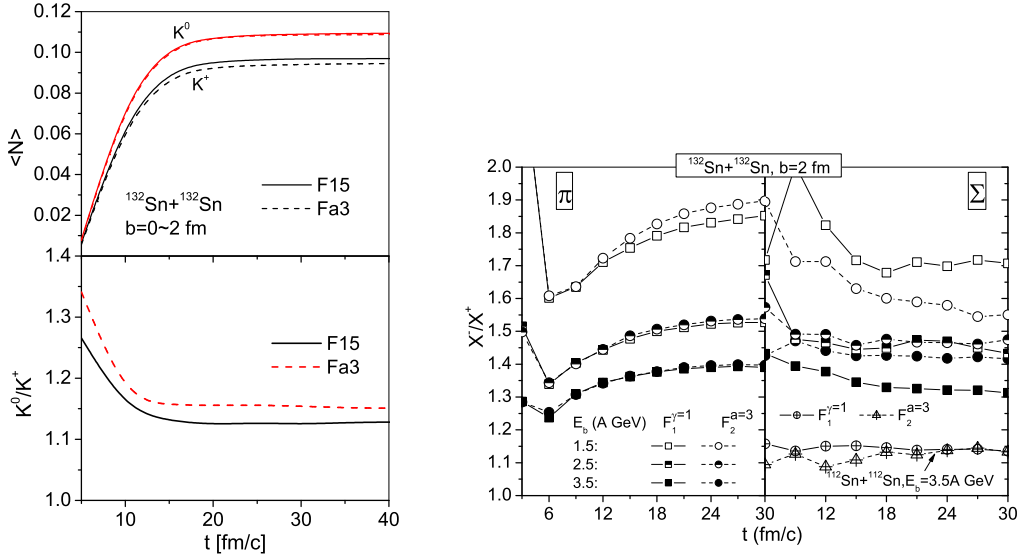 0.12
0.10
0.08
0.06
0.04
0.02
0.00
<N>
K⁰
K⁺
¹³²Sn+¹³²Sn
b=0~2 fm
F15
Fa3
1.4
1.3
1.2
1.1
1.0
K⁰/K⁺
F15
Fa3
10 20 30 40
t [fm/c]
¹³²Sn+¹³²Sn, b=2 fm
π
Σ
2.0
1.9
1.8
1.7
1.6
1.5
1.4
1.3
1.2
1.1
1.0
X⁻/X⁺
E_b (A GeV) F₁^γ=1 F₂^a=3
1.5:
2.5:
3.5:
F₁^γ=1 F₂^a=3
¹¹²Sn+¹¹²Sn,E_b=3.5A GeV
6 12 18 24 30 6 12 18 24 30
t (fm/c)